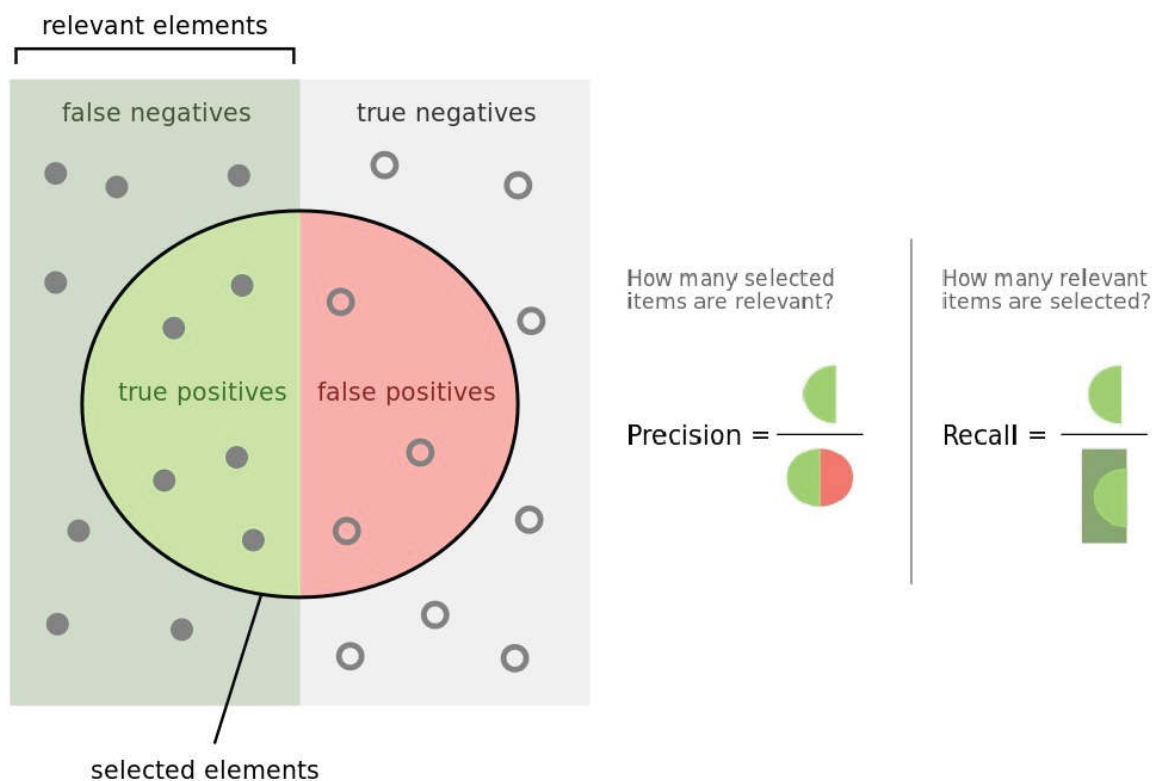 relevant elements
false negatives
true negatives
true positives
false positives
selected elements
How many selected
items are relevant?
Precision =
How many relevant
items are selected?
Recall =